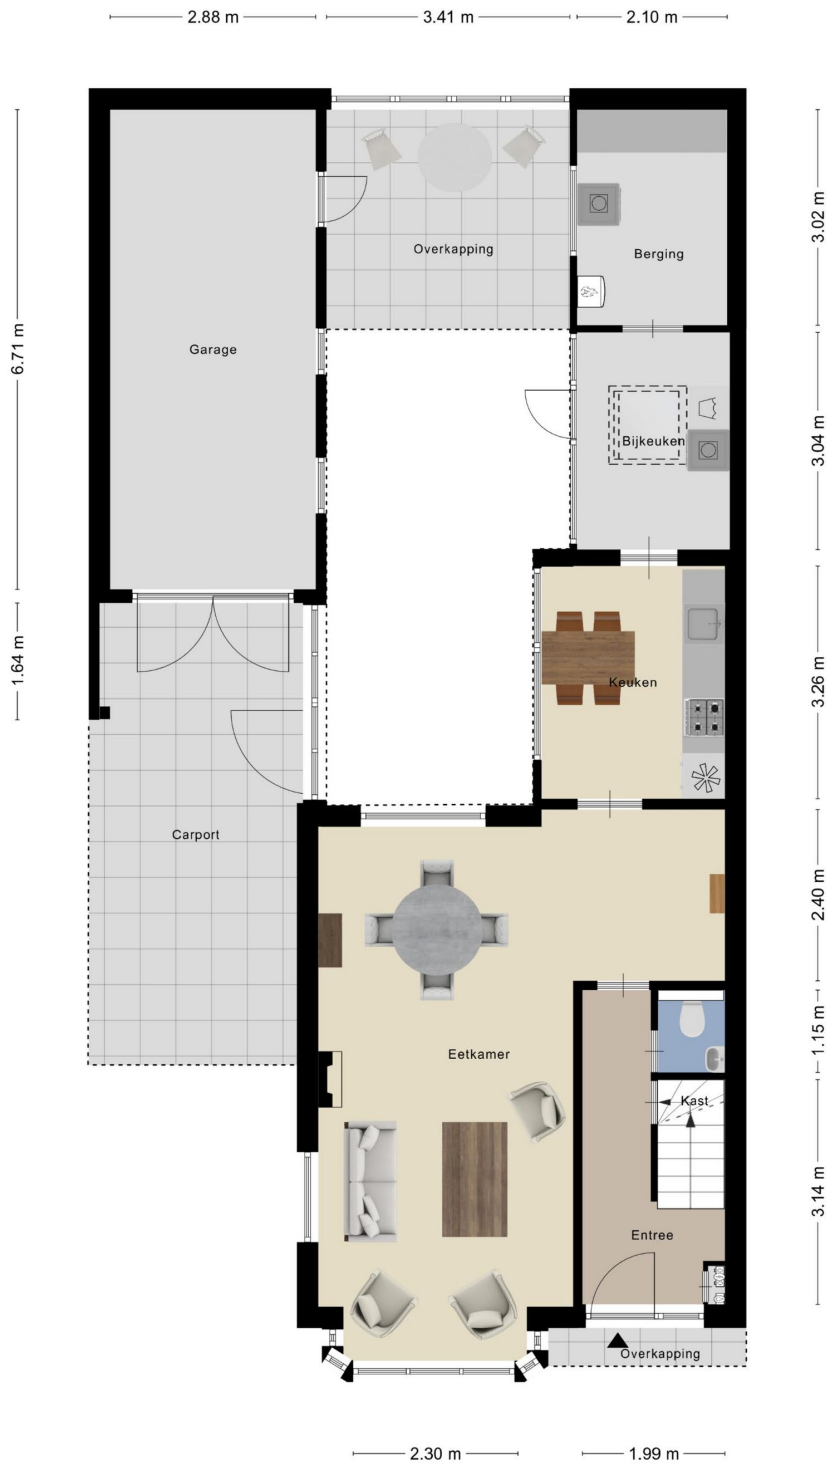 2.88 m 3.41 m 2.10 m
3.02 m
Overkapping
Berging
6.71 m
Garage
3.04 m
Bijkeuken
1.64 m
3.26 m
Keuken
Carport
2.40 m
1.15 m
Eetkamer
Kast
3.14 m
Entree
Overkapping
2.30 m 1.99 m